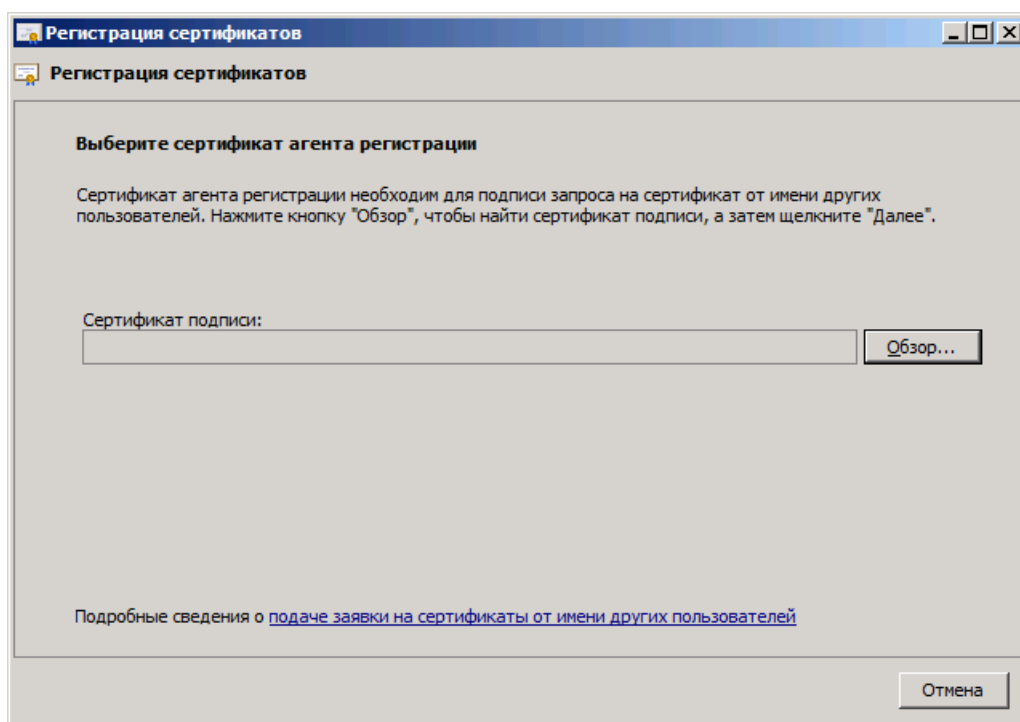 Регистрация сертификатов
Регистрация сертификатов
Выберите сертификат агента регистрации
Сертификат агента регистрации необходим для подписи запроса на сертификат от имени других
пользователей. Нажмите кнопку "Обзор", чтобы найти сертификат подписи, а затем щелкните "Далее".
Сертификат подписи:
Обзор...
Подробные сведения о подаче заявки на сертификаты от имени других пользователей
Отмена